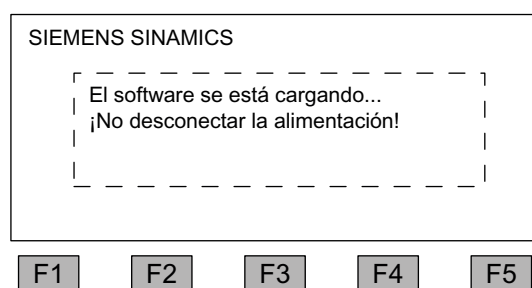 SIEMENS SINAMICS
El software se está cargando...
¡No desconectar la alimentación!
F1 F2 F3 F4 F5